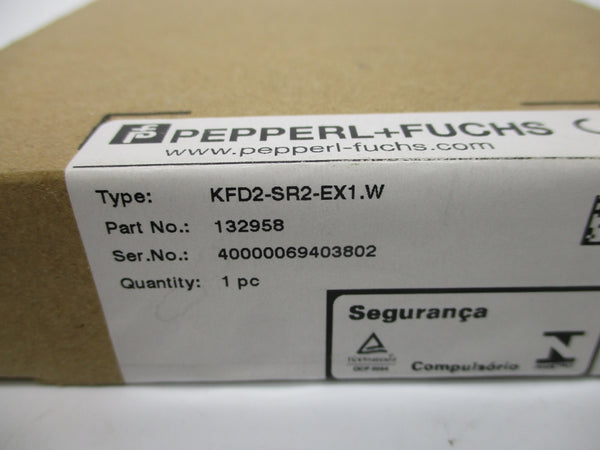 PEPPERL+FUCHS
www.pepperl-fuchs.com
Type: KFD2-SR2-EX1.W
Part No.: 132958
Ser.No.: 40000069403802
Quantity: 1 pc
Segurança
Compulsório